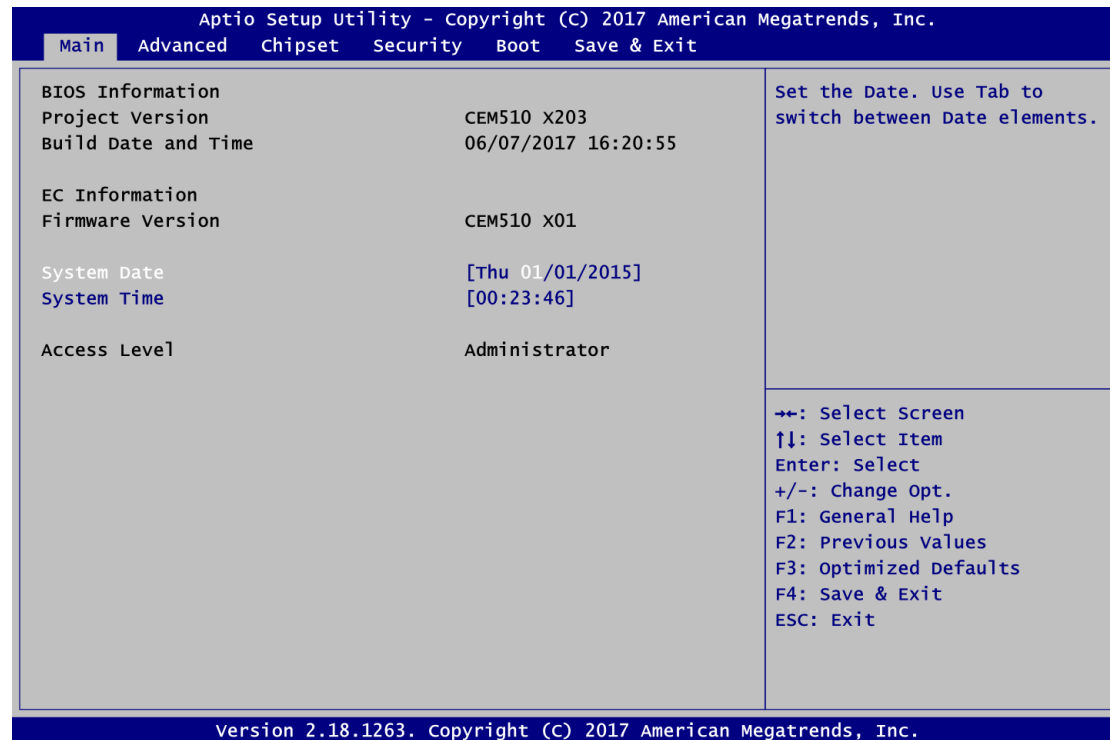 Aptio Setup Utility - Copyright (C) 2017 American Megatrends, Inc.
Main Advanced Chipset Security Boot Save & Exit
BIOS Information
Project Version CEM510 X203
Build Date and Time 06/07/2017 16:20:55
EC Information
Firmware Version CEM510 X01
System Date [Thu 01/01/2015]
System Time [00:23:46]
Access Level Administrator
Set the Date. Use Tab to
switch between Date elements.
→←: Select Screen
↑↓: Select Item
Enter: Select
+/-: Change Opt.
F1: General Help
F2: Previous Values
F3: Optimized Defaults
F4: Save & Exit
ESC: Exit
Version 2.18.1263. Copyright (C) 2017 American Megatrends, Inc.